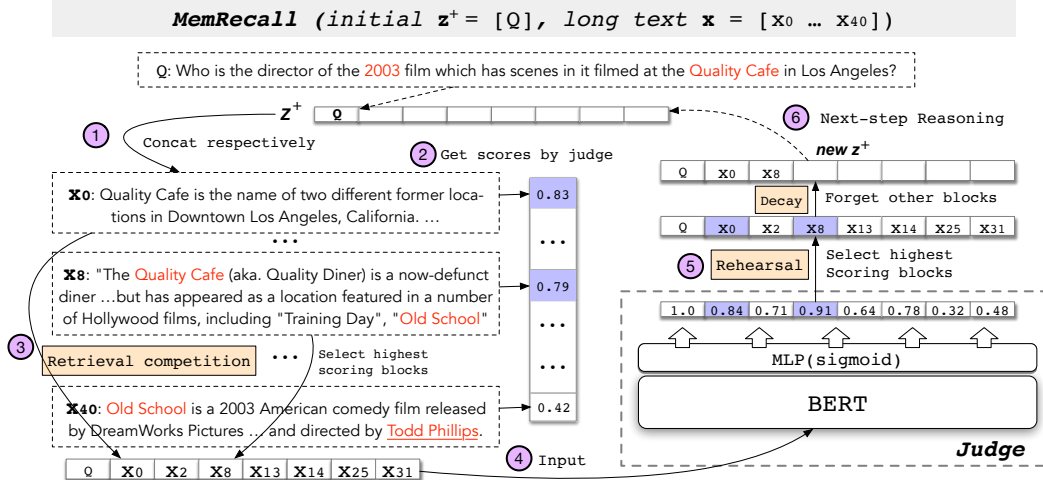 MemRecall (initial z+ = [Q], long text x = [x0 … x40])
Q: Who is the director of the 2003 film which has scenes in it filmed at the Quality Cafe in Los Angeles?
z+ Q
1
Concat respectively
2 Get scores by judge
x0: Quality Cafe is the name of two different former loca-
tions in Downtown Los Angeles, California. …
...
x8: "The Quality Cafe (aka. Quality Diner) is a now-defunct
diner …but has appeared as a location featured in a number
of Hollywood films, including "Training Day", "Old School"
3 Retrieval competition
... Select highest
scoring blocks
x40: Old School is a 2003 American comedy film released
by DreamWorks Pictures … and directed by Todd Phillips.
0.83
...
0.79
...
...
0.42
Q x0 x2 x8 x13 x14 x25 x31
4 Input
6 Next-step Reasoning
new z+
Q x0 x8
Decay Forget other blocks
Q x0 x2 x8 x13 x14 x25 x31
5 Rehearsal Select highest
Scoring blocks
1.0 0.84 0.71 0.91 0.64 0.78 0.32 0.48
MLP(sigmoid)
BERT
Judge